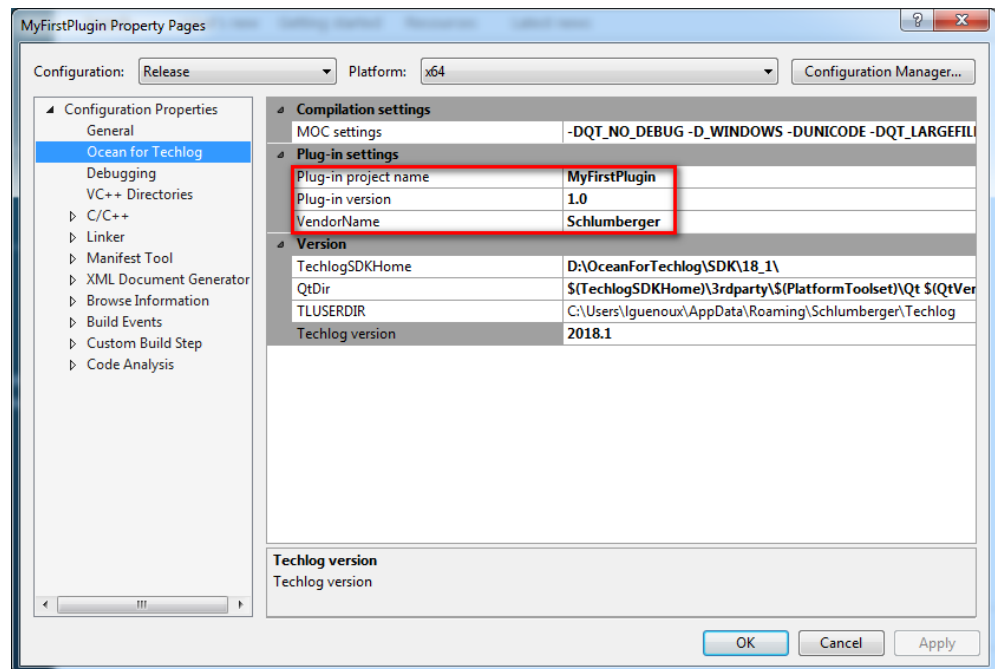 MyFirstPlugin Property Pages
Configuration: Release Platform: x64 Configuration Manager...
Configuration Properties
General
Ocean for Techlog
Debugging
VC++ Directories
C/C++
Linker
Manifest Tool
XML Document Generator
Browse Information
Build Events
Custom Build Step
Code Analysis
Compilation settings
MOC settings -DQT_NO_DEBUG -D_WINDOWS -DUNICODE -DQT_LARGEFILI
Plug-in settings
Plug-in project name MyFirstPlugin
Plug-in version 1.0
VendorName Schlumberger
Version
TechlogSDKHome D:\OceanForTechlog\SDK\18_1\
QtDir $(TechlogSDKHome)\3rdparty\$(PlatformToolset)\Qt $(QtVer
TLUSERDIR C:\Users\lguenoux\AppData\Roaming\Schlumberger\Techlog
Techlog version 2018.1
Techlog version
Techlog version
OK Cancel Apply